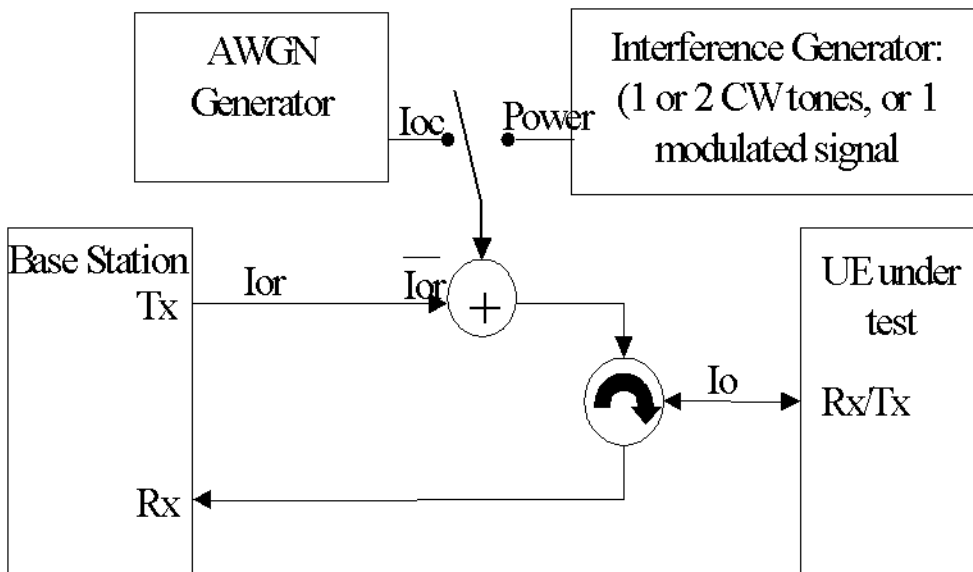 AWGN
Generator
Interference Generator:
(1 or 2 CW tones, or 1
modulated signal
Ioc
Power
Base Station
Tx
Ior
Ior
+
UE under
test
Io
Rx/Tx
Rx